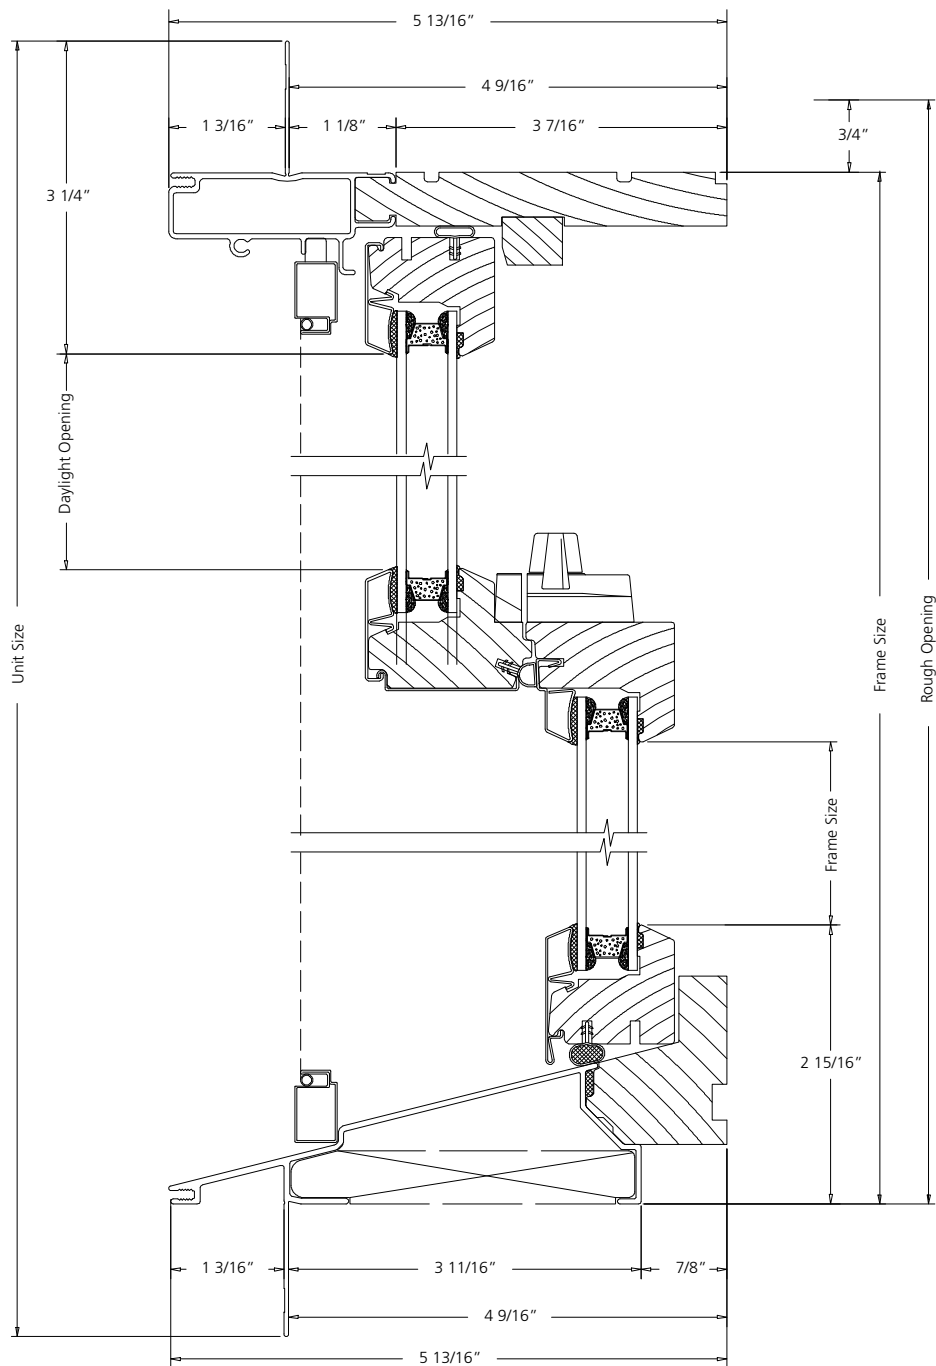 5 13/16”
4 9/16”
1 3/16”
1 1/8”
3 7/16”
3/4”
3 1/4”
Daylight Opening
Unit Size
Frame Size
Rough Opening
Frame Size
2 15/16”
1 3/16”
3 11/16”
7/8”
4 9/16”
5 13/16”